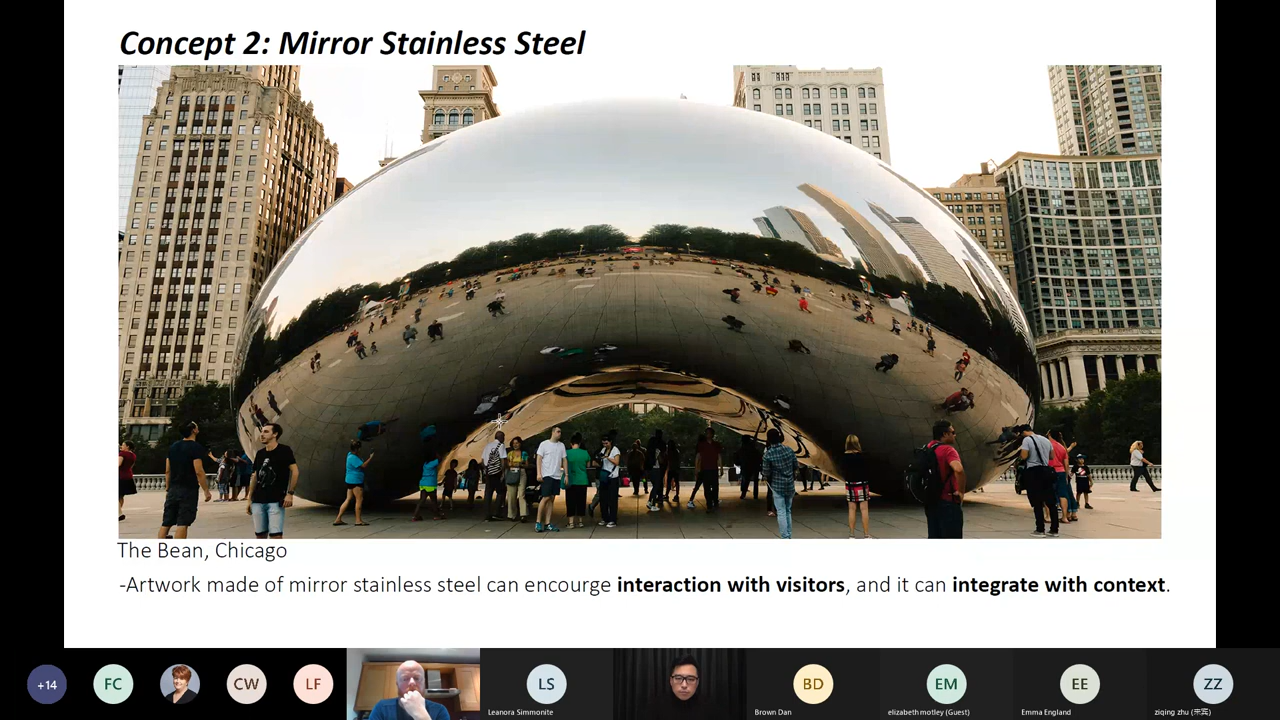 Concept 2: Mirror Stainless Steel
The Bean, Chicago
-Artwork made of mirror stainless steel can encourge interaction with visitors, and it can integrate with context.
+14
FC
CW
LF
LS
Leanora Simmonite
BD
Brown Dan
EM
elizabeth motley (Guest)
EE
Emma England
ZZ